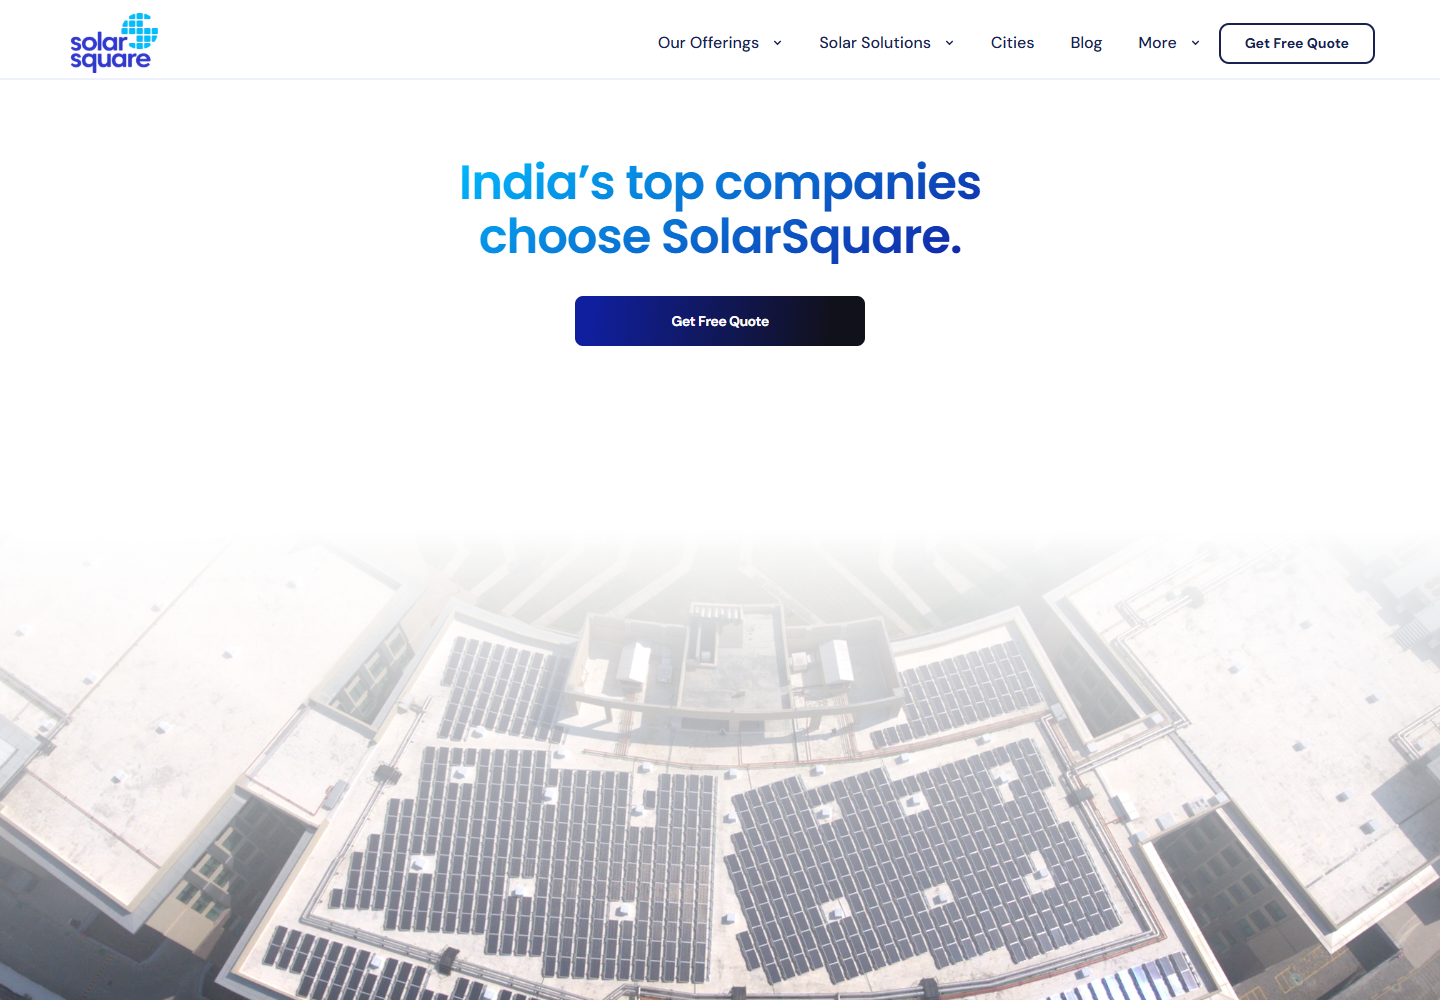 solar
square
Our Offerings
Solar Solutions
Cities
Blog
More
Get Free Quote
India’s top companies
choose SolarSquare.
Get Free Quote